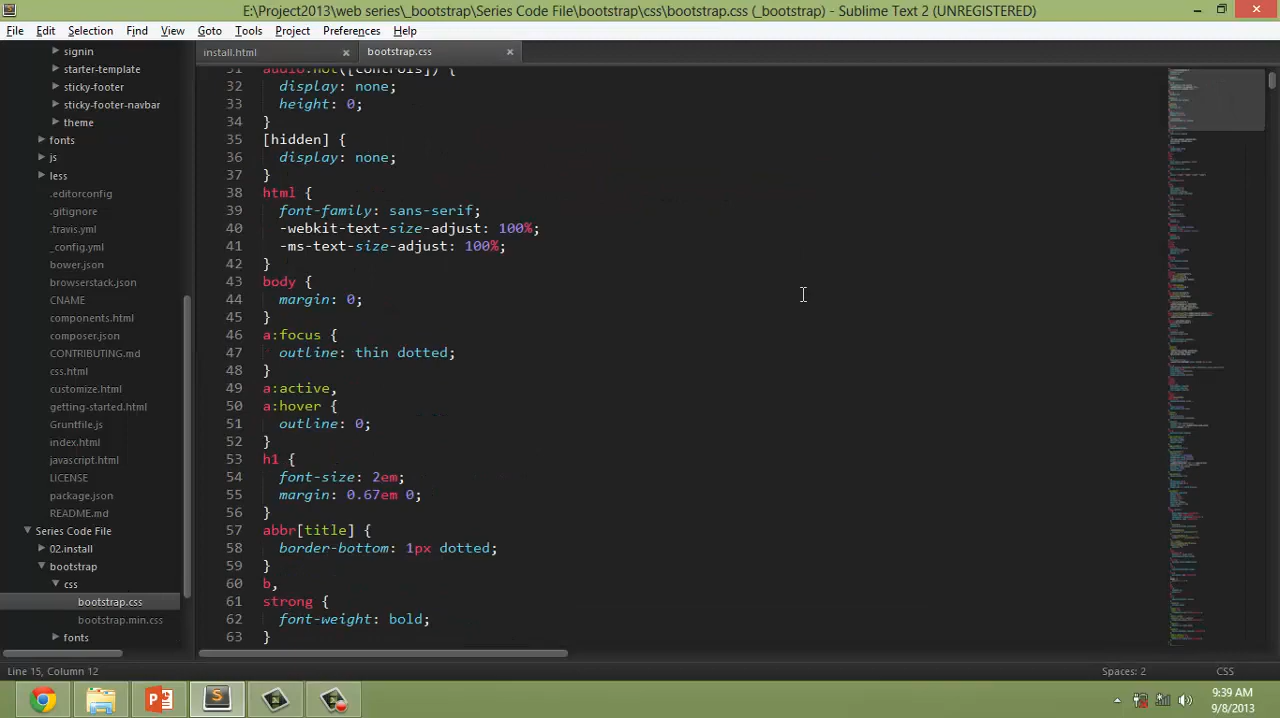 E:\Project2013\web series\_bootstrap\Series Code File\bootstrap\css\bootstrap.css (_bootstrap) - Sublime Text 2 (UNREGISTERED)
File Edit Selection Find View Goto Tools Project Preferences Help
install.html
bootstrap.css
signin
starter-template
sticky-footer
sticky-footer-navbar
theme
fonts
js
less
.editorconfig
.gitignore
.travis.yml
_config.yml
bower.json
browserstack.json
CNAME
components.html
composer.json
CONTRIBUTING.md
css.html
customize.html
getting-started.html
Gruntfile.js
index.html
javascript.html
LICENSE
package.json
README.md
Series Code File
02.install
bootstrap
css
bootstrap.css
bootstrap.min.css
fonts
31 audio:not([controls]) {
32 display: none;
33 height: 0;
34 }
35 [hidden] {
36 display: none;
37 }
38 html {
39 font-family: sans-serif;
40 -webkit-text-size-adjust: 100%;
41 -ms-text-size-adjust: 100%;
42 }
43 body {
44 margin: 0;
45 }
46 a:focus {
47 outline: thin dotted;
48 }
49 a:active,
50 a:hover {
51 outline: 0;
52 }
53 h1 {
54 font-size: 2em;
55 margin: 0.67em 0;
56 }
57 abbr[title] {
58 border-bottom: 1px dotted;
59 }
60 b,
61 strong {
62 font-weight: bold;
63 }
Line 15, Column 12
Spaces: 2
CSS
9:39 AM
9/8/2013